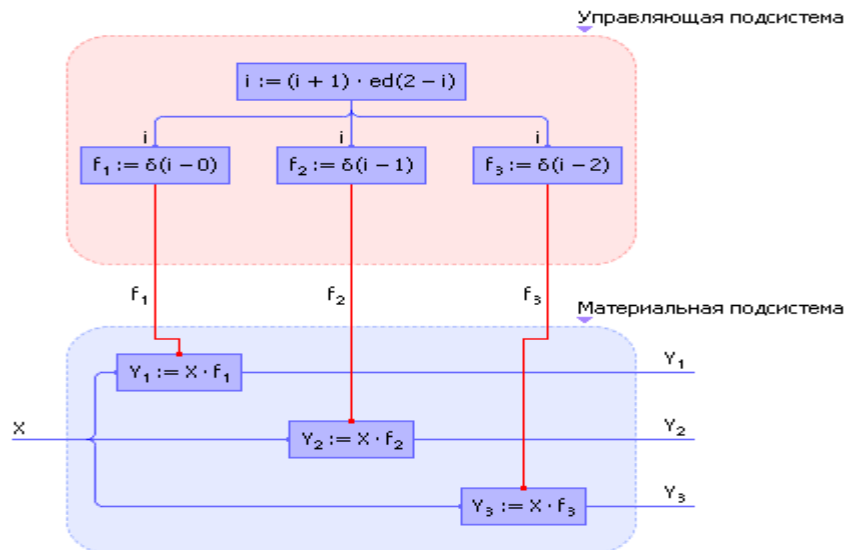 Управляющая подсистема
i := (i + 1) · ed(2 – i)
i i i
f₁ := δ(i – 0) f₂ := δ(i – 1) f₃ := δ(i – 2)
f₁ f₂ f₃
Материальная подсистема
Y₁ := X · f₁ Y₁
X Y₂ := X · f₂ Y₂
Y₃ := X · f₃ Y₃